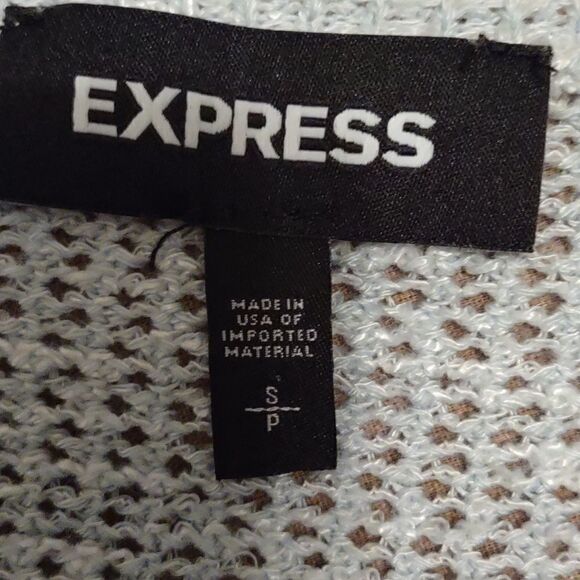 EXPRESS
MADE IN
USA OF
IMPORTED
MATERIAL
S
P